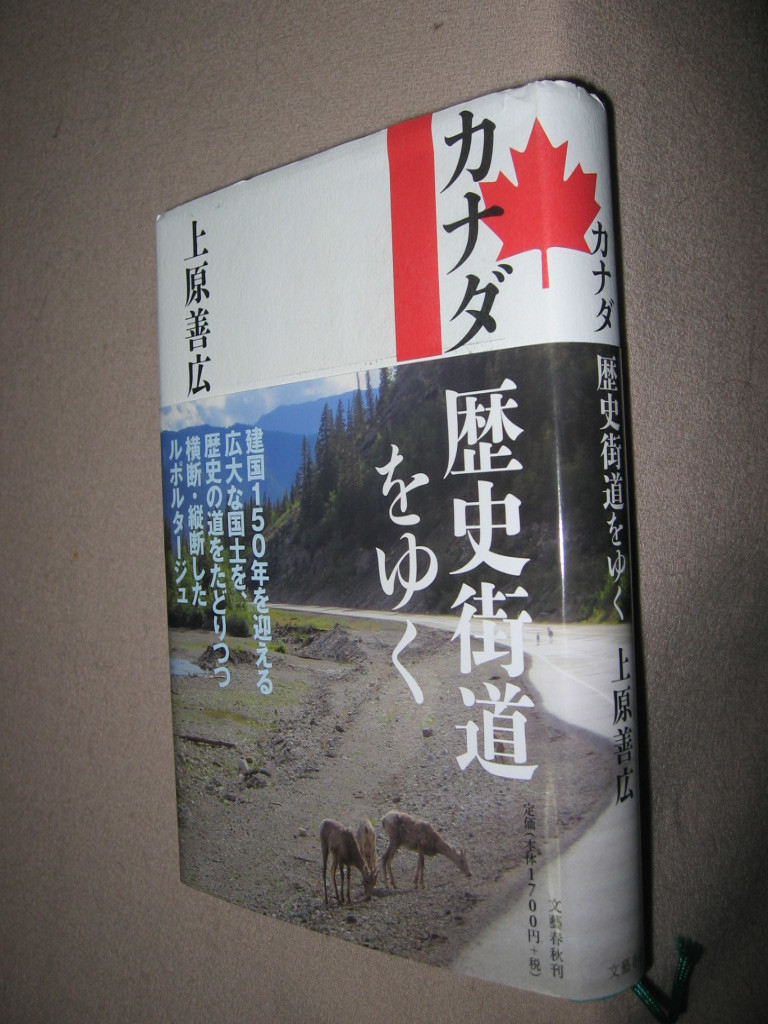 カナダ
歴史街道
をゆく
上原善広
建国150年を迎える
広大な国土を、
歴史の道をたどりつつ
横断・縦断した
ルポルタージュ
定価(本体1700円+税)
文藝春秋刊
カナダ
歴史街道をゆく
上原善広
文藝